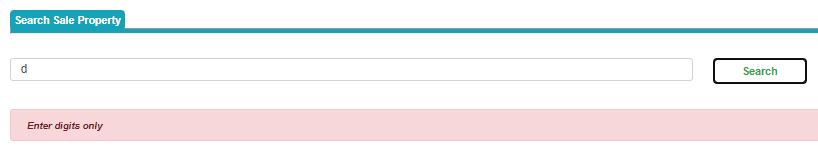 Search Sale Property
d
Search
Enter digits only